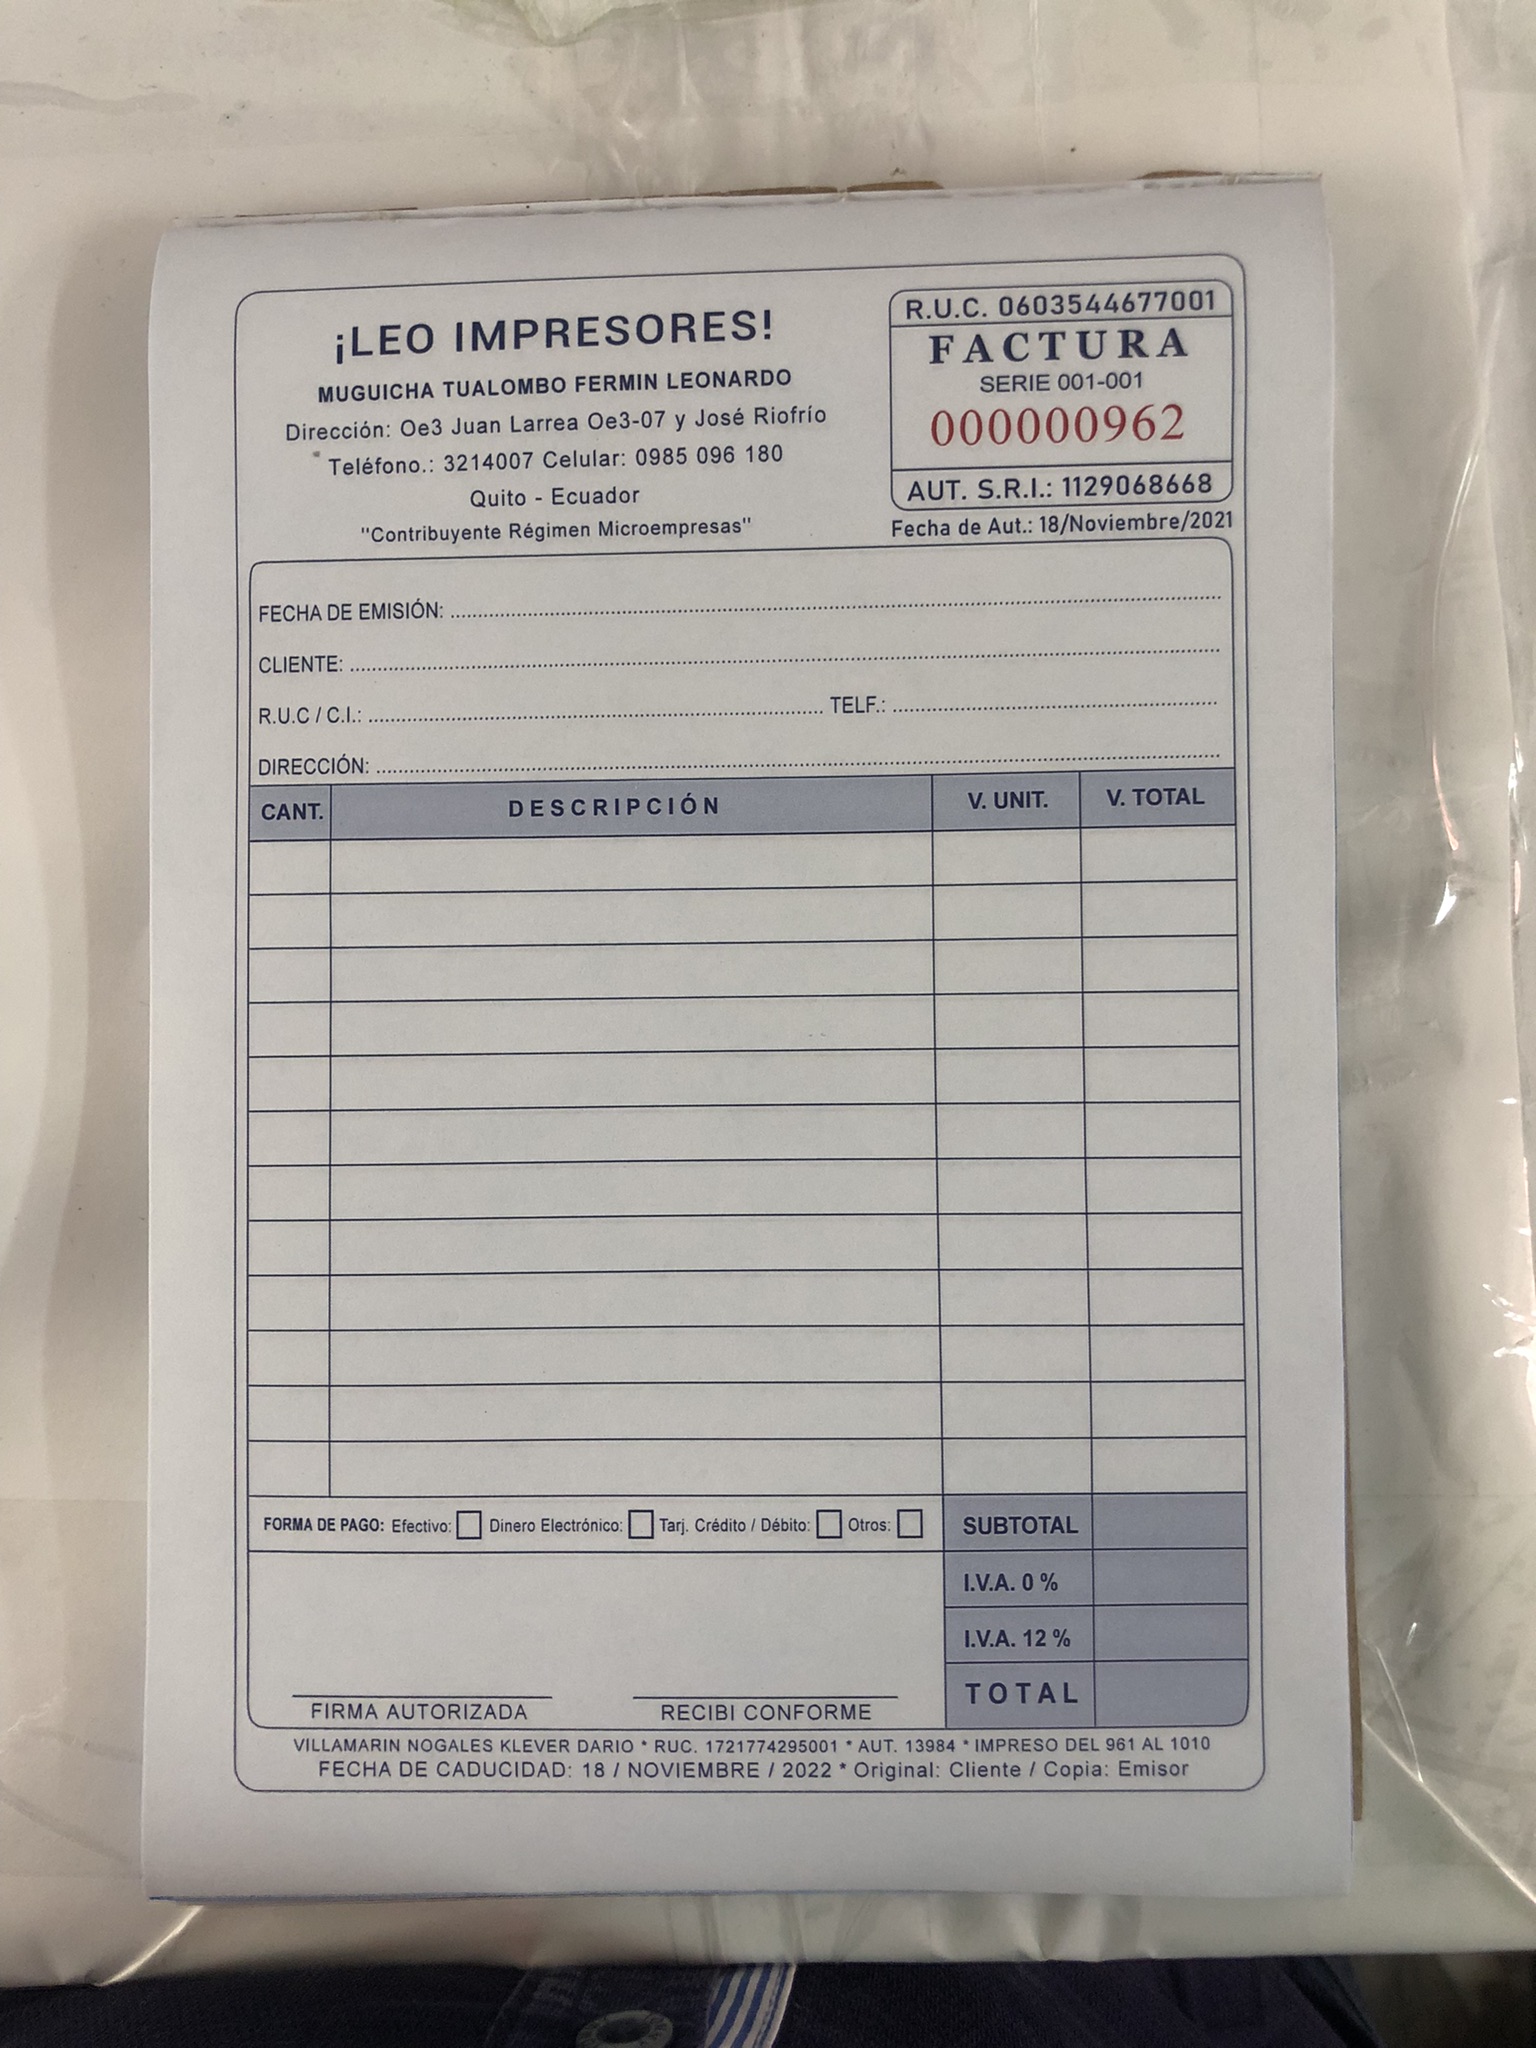 ¡LEO IMPRESORES!
MUGUICHA TUALOMBO FERMIN LEONARDO
Dirección: Oe3 Juan Larrea Oe3-07 y José Riofrío
Teléfono.: 3214007 Celular: 0985 096 180
Quito - Ecuador
"Contribuyente Régimen Microempresas"
R.U.C. 0603544677001
FACTURA
SERIE 001-001
000000962
AUT. S.R.I.: 1129068668
Fecha de Aut.: 18/Noviembre/2021
FECHA DE EMISIÓN:
CLIENTE:
R.U.C / C.I.: TELF.:
DIRECCIÓN:
CANT. DESCRIPCIÓN V. UNIT. V. TOTAL
FORMA DE PAGO: Efectivo: Dinero Electrónico: Tarj. Crédito / Débito: Otros:
SUBTOTAL
I.V.A. 0 %
I.V.A. 12 %
TOTAL
FIRMA AUTORIZADA RECIBI CONFORME
VILLAMARIN NOGALES KLEVER DARIO * RUC. 1721774295001 * AUT. 13984 * IMPRESO DEL 961 AL 1010
FECHA DE CADUCIDAD: 18 / NOVIEMBRE / 2022 * Original: Cliente / Copia: Emisor